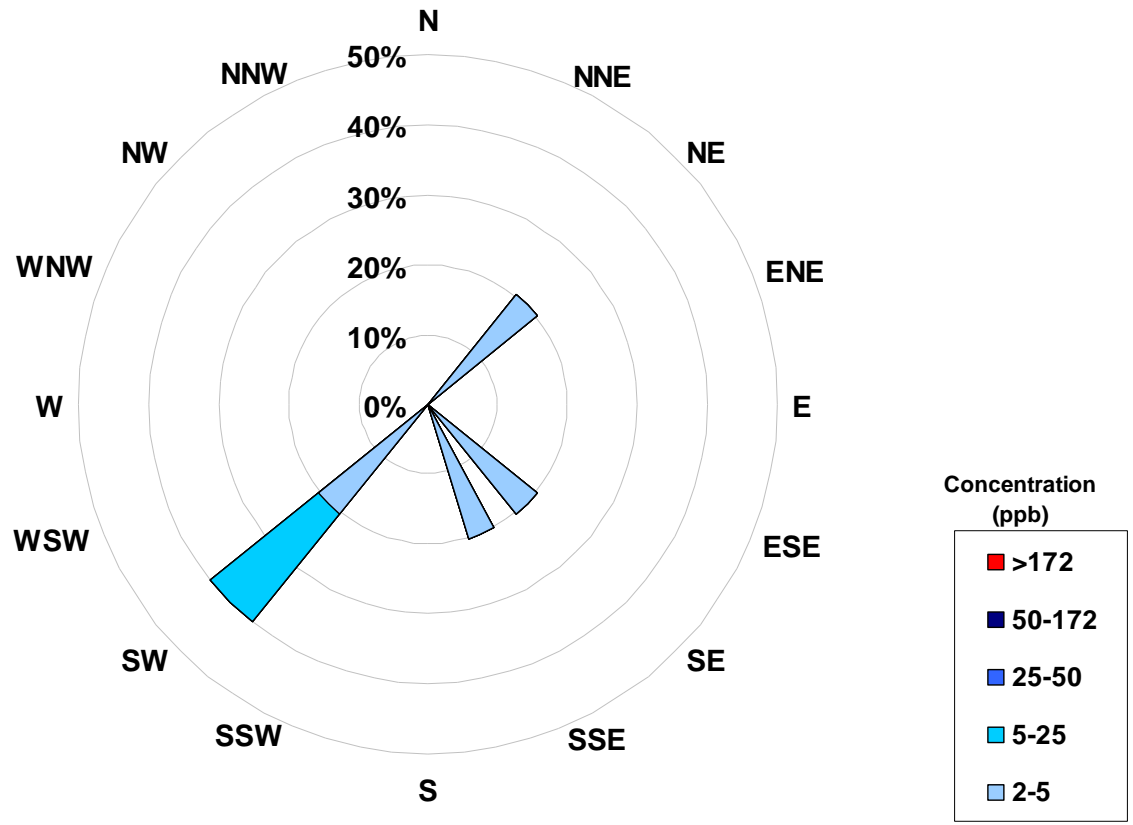 N
50%
NNW
NNE
40%
NW
NE
30%
20%
WNW
ENE
10%
W
0%
E
Concentration
(ppb)
WSW
ESE
>172
50-172
SW
SE
25-50
SSW
SSE
5-25
S
2-5